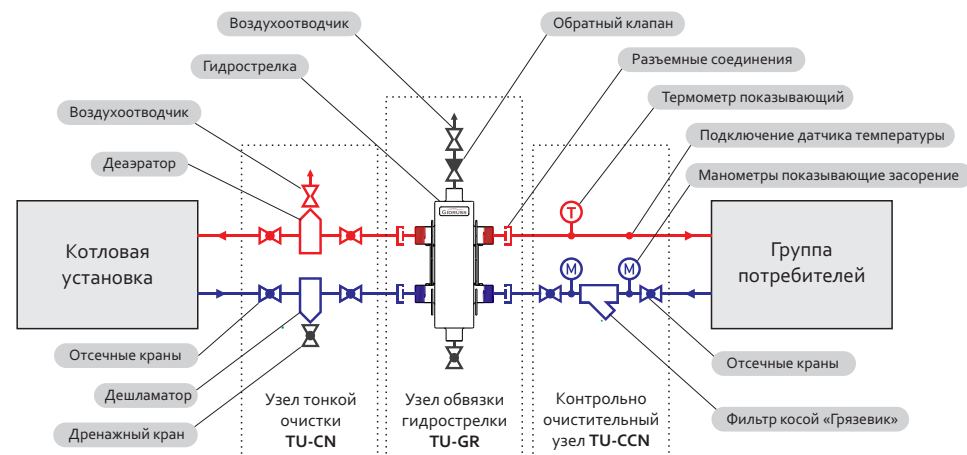 Воздухоотводчик
Обратный клапан
Гидрострелка
Разъемные соединения
Воздухоотводчик
Термометр показывающий
Деаэратор
Подключение датчика температуры
Манометры показывающие засорение
GIDRUSS
T
Котловая
установка
Группа
потребителей
M
M
Отсечные краны
Отсечные краны
Дешламатор
Дренажный кран
Фильтр косой «Грязевик»
Узел тонкой
очистки
TU-CN
Узел обвязки
гидрострелки
TU-GR
Контрольно
очистительный
узел TU-CCN